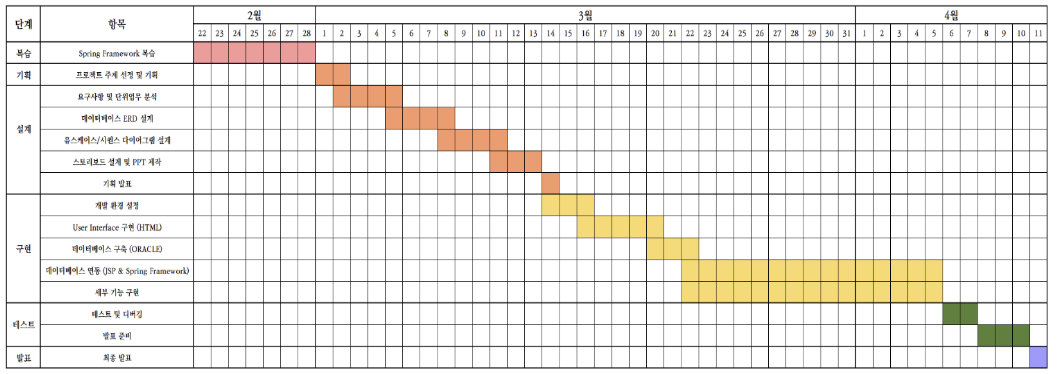 단계 항목 2월 3월 4월
22 23 24 25 26 27 28 1 2 3 4 5 6 7 8 9 10 11 12 13 14 15 16 17 18 19 20 21 22 23 24 25 26 27 28 29 30 31 1 2 3 4 5 6 7 8 9 10 11
복습 Spring Framework 복습
기획 프로젝트 주제 선정 및 기획
설계 요구사항 및 단위업무 분석
데이터베이스 ERD 설계
유스케이스/시퀀스 다이어그램 설계
스토리보드 설계 및 PPT 제작
기획 발표
구현 개발 환경 설정
User Interface 구현 (HTML)
데이터베이스 구축 (ORACLE)
데이터베이스 연동 (JSP & Spring Framework)
세부 기능 구현
테스트 테스트 및 디버깅
발표 준비
발표 최종 발표